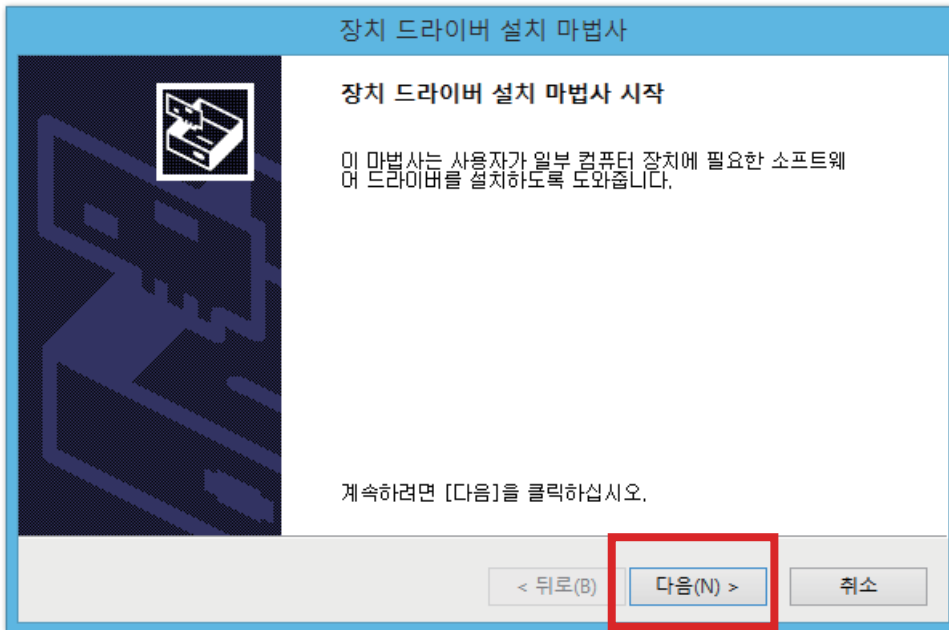 장치 드라이버 설치 마법사
장치 드라이버 설치 마법사 시작
이 마법사는 사용자가 일부 컴퓨터 장치에 필요한 소프트웨
어 드라이버를 설치하도록 도와줍니다.
계속하려면 [다음]을 클릭하십시오.
< 뒤로(B) 다음(N) > 취소